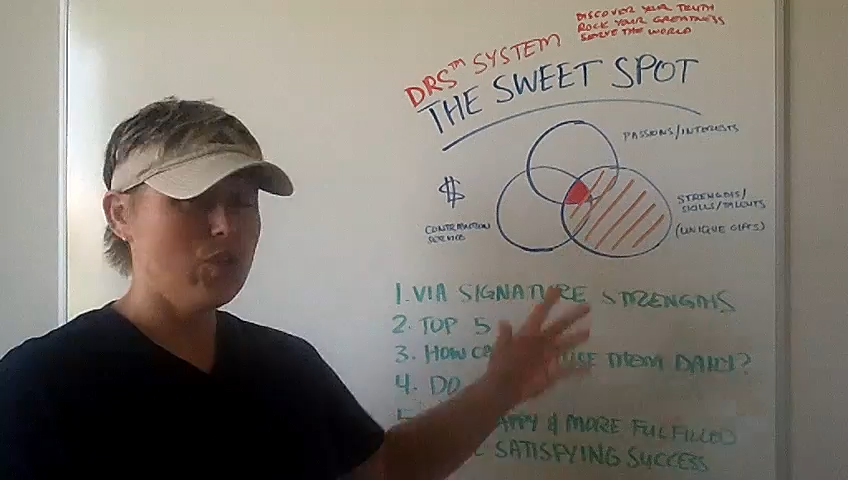 DISCOVER YOUR TRUTH
ROCK YOUR GREATNESS
SERVE THE WORLD
DRS™ SYSTEM
THE SWEET SPOT
PASSIONS/INTERESTS
$
STRENGTHS/
SKILLS/TALENTS
(UNIQUE GIFTS)
CONTRIBUTION
SERVICE
1. VIA SIGNATURE STRENGTHS
2. TOP 5
3. HOW USE THEM DAILY?
4. DO
& MORE FULFILLED
SATISFYING SUCCESS